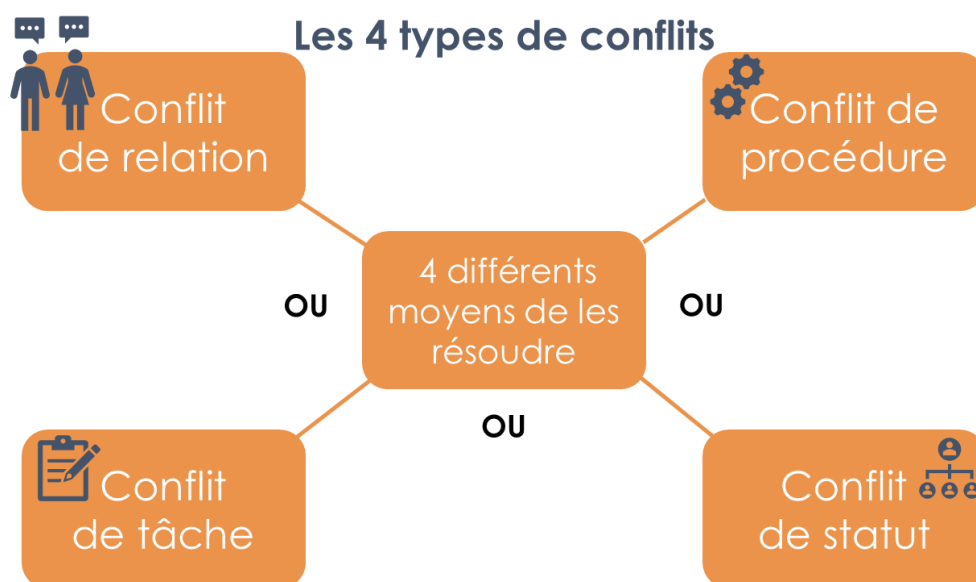 Les 4 types de conflits
Conflit
de relation
Conflit de
procédure
4 différents
moyens de les
résoudre
OU
OU
OU
Conflit
de tâche
Conflit
de statut